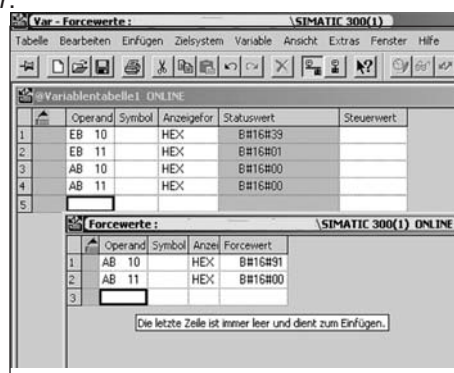 7.
Var - Forcewerte : \SIMATIC 300(1)
Tabelle Bearbeiten Einfügen Zielsystem Variable Ansicht Extras Fenster Hilfe
@Variablentabelle1 ONLINE
Operand Symbol Anzeigefor Statuswert Steuerwert
1 EB 10 HEX B#16#39
2 EB 11 HEX B#16#01
3 AB 10 HEX B#16#00
4 AB 11 HEX B#16#00
5
Forcewerte : \SIMATIC 300(1) ONLINE
Operand Symbol Anzei Forcewert
1 AB 10 HEX B#16#91
2 AB 11 HEX B#16#00
3
Die letzte Zeile ist immer leer und dient zum Einfügen.